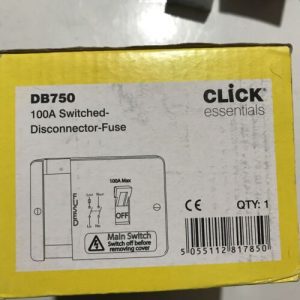 DB750
100A Switched-
Disconnector-Fuse
CLiCK
essentials
100A Max
FUSED
OFF
Main Switch
Switch off before
removing cover
CE
QTY: 1
5 055112 817850